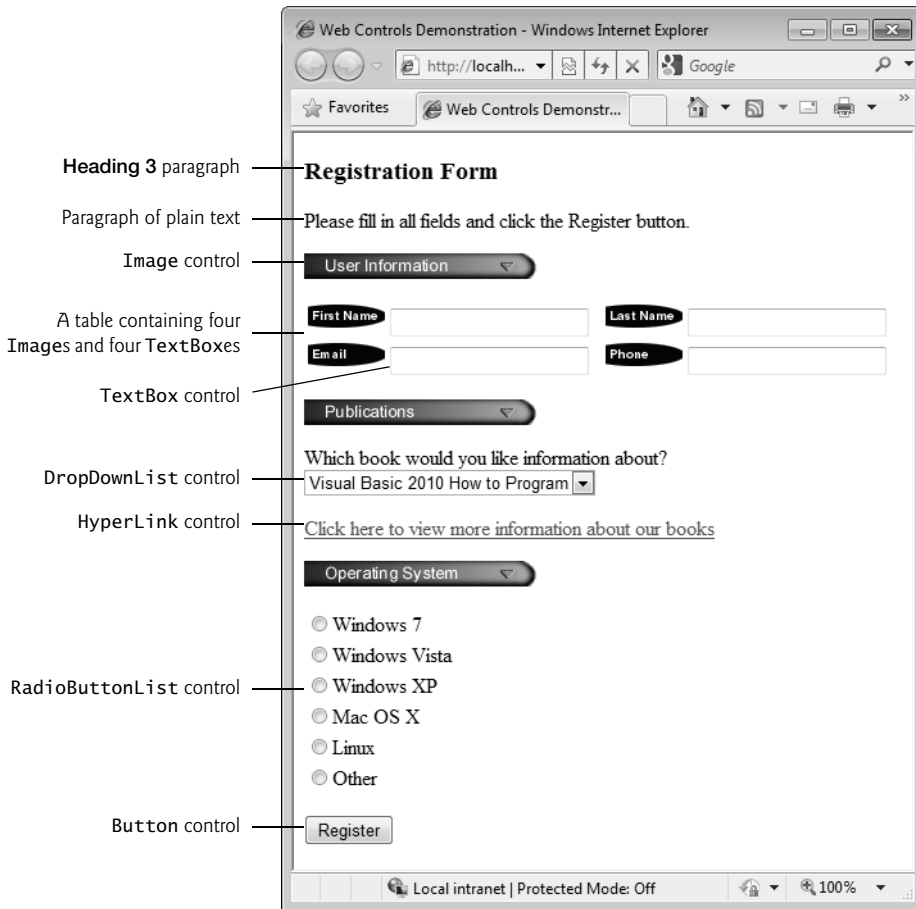 Web Controls Demonstration - Windows Internet Explorer
http://localh...
Google
Favorites
Web Controls Demonstr...
»
Heading 3 paragraph
Registration Form
Paragraph of plain text
Please fill in all fields and click the Register button.
Image control
User Information
A table containing four
Images and four TextBoxes
First Name
Last Name
Email
Phone
TextBox control
Publications
Which book would you like information about?
DropDownList control
Visual Basic 2010 How to Program
HyperLink control
Click here to view more information about our books
Operating System
Windows 7
Windows Vista
RadioButtonList control
Windows XP
Mac OS X
Linux
Other
Button control
Register
Local intranet | Protected Mode: Off
100%